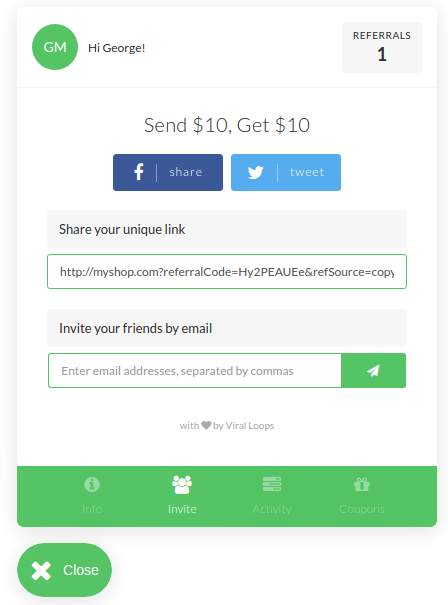 GM
Hi George!
REFERRALS
1
Send $10, Get $10
share
tweet
Share your unique link
http://myshop.com?referralCode=Hy2PEAUEe&refSource=copy
Invite your friends by email
Enter email addresses, separated by commas
with by Viral Loops
Info
Invite
Activity
Coupons
Close